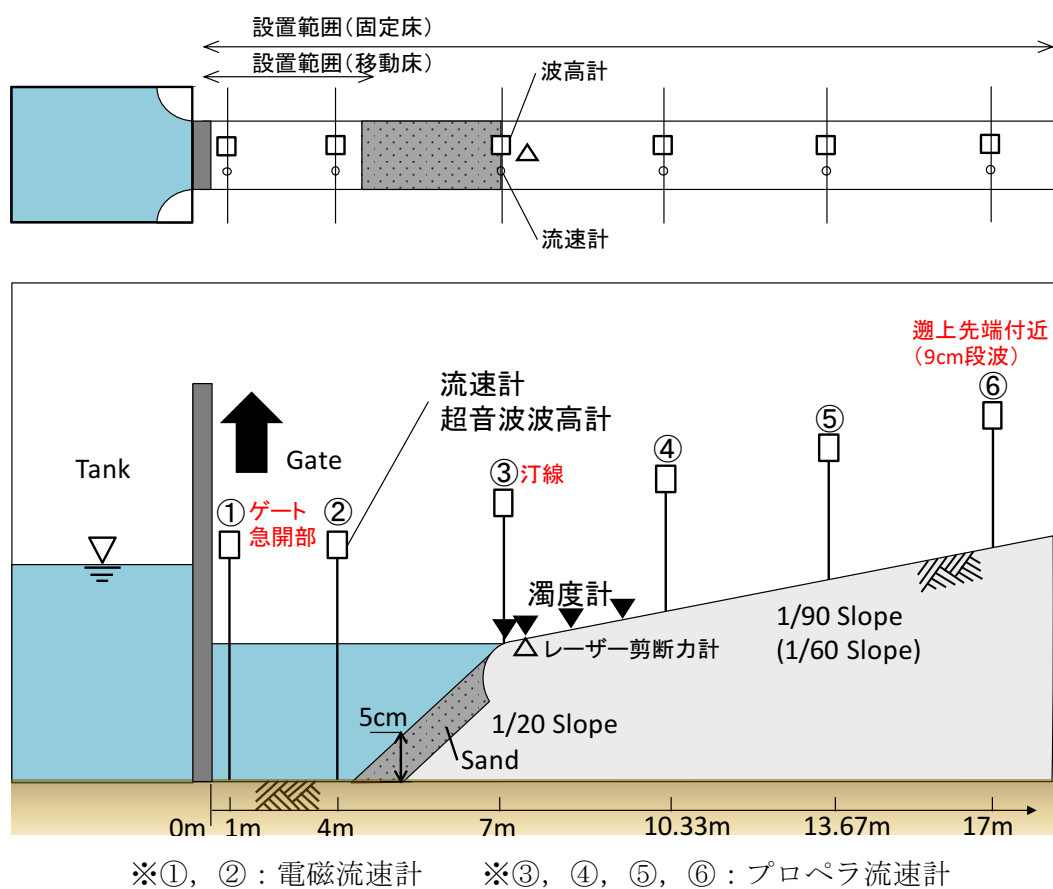 設置範囲(固定床)
設置範囲(移動床)
波高計
流速計
遡上先端付近
(9cm段波)
⑥
流速計
超音波波高計
⑤
Tank
Gate
③汀線
④
①ゲート
急開部
②
濁度計
レーザー剪断力計
1/90 Slope
(1/60 Slope)
5cm
1/20 Slope
Sand
0m 1m 4m 7m 10.33m 13.67m 17m
※①, ②:電磁流速計 ※③, ④, ⑤, ⑥:プロペラ流速計